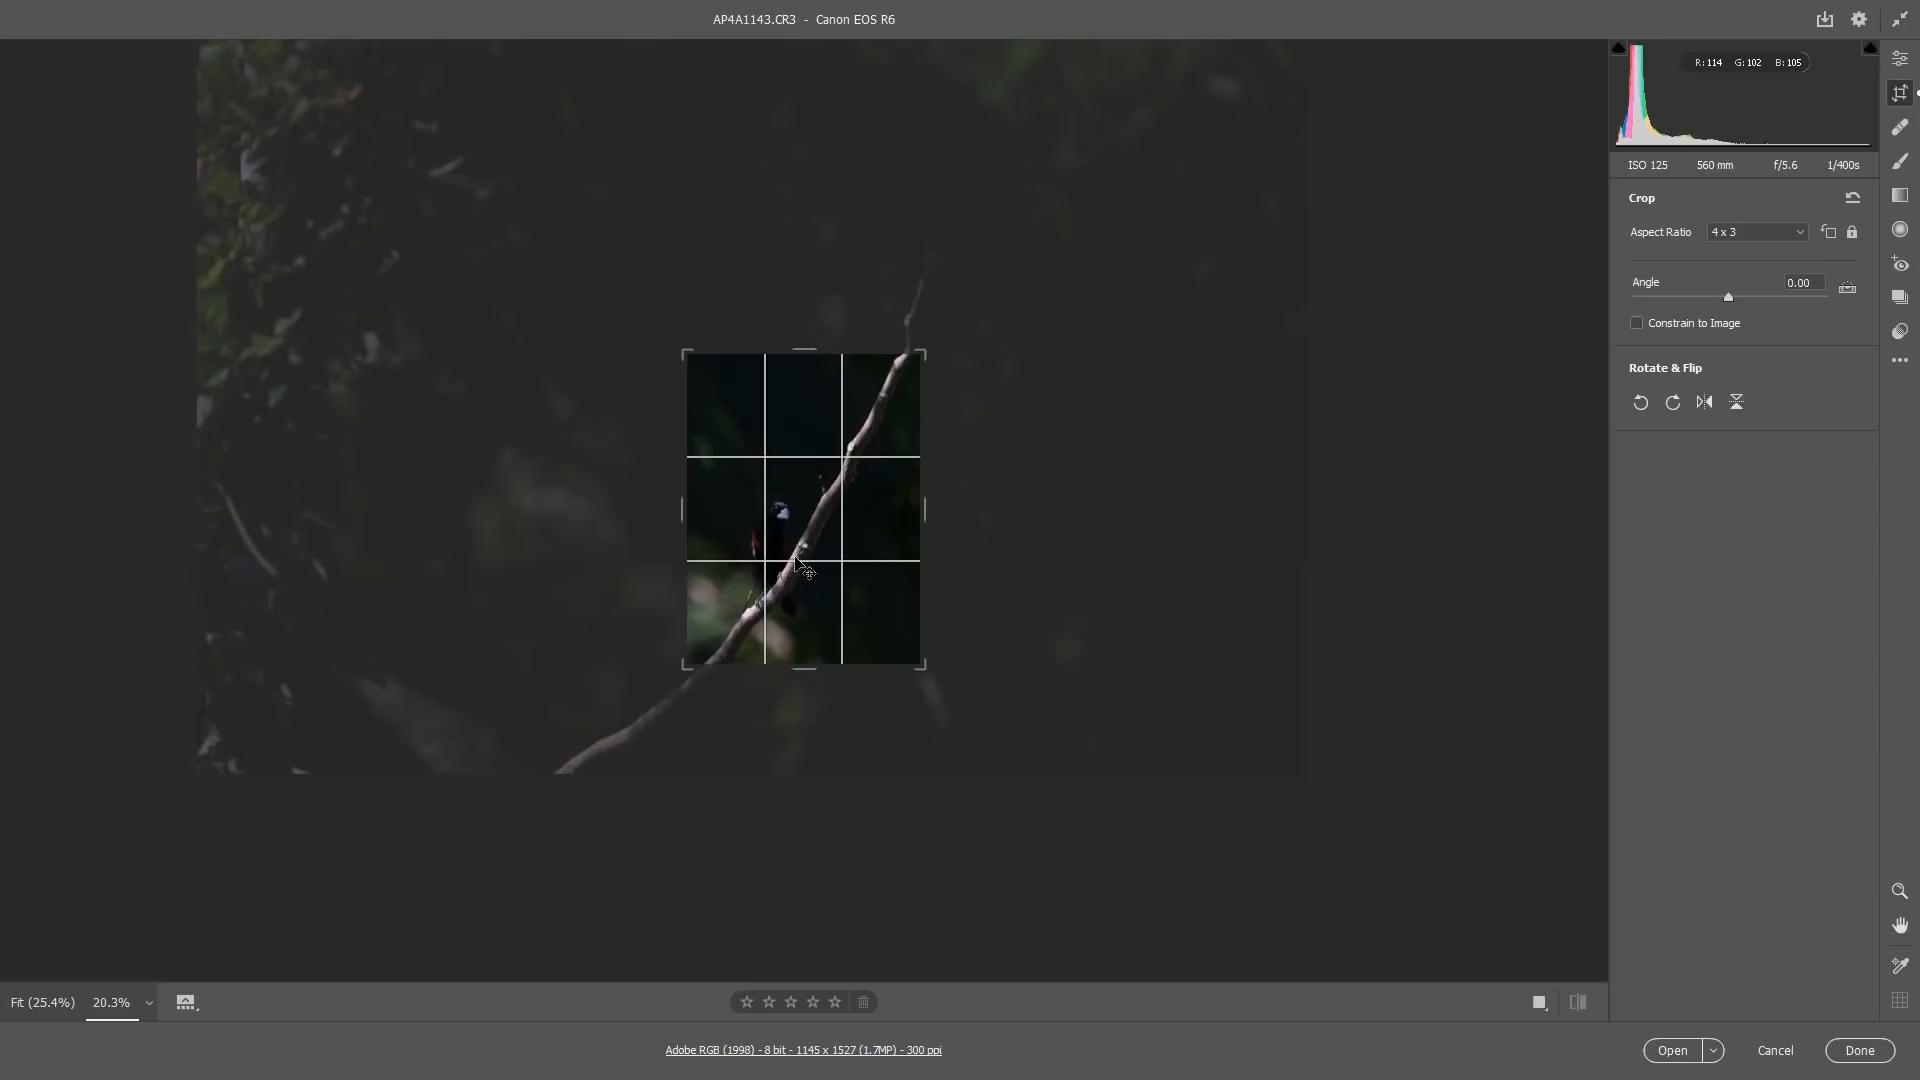 AP4A1143.CR3 - Canon EOS R6
R: 114 G: 102 B: 105
ISO 125 560 mm f/5.6 1/400s
Crop
Aspect Ratio 4 x 3
Angle 0.00
Constrain to Image
Rotate & Flip
Fit (25.4%) 20.3%
Adobe RGB (1998) - 8 bit - 1145 x 1527 (1.7MP) - 300 ppi
Open Cancel Done